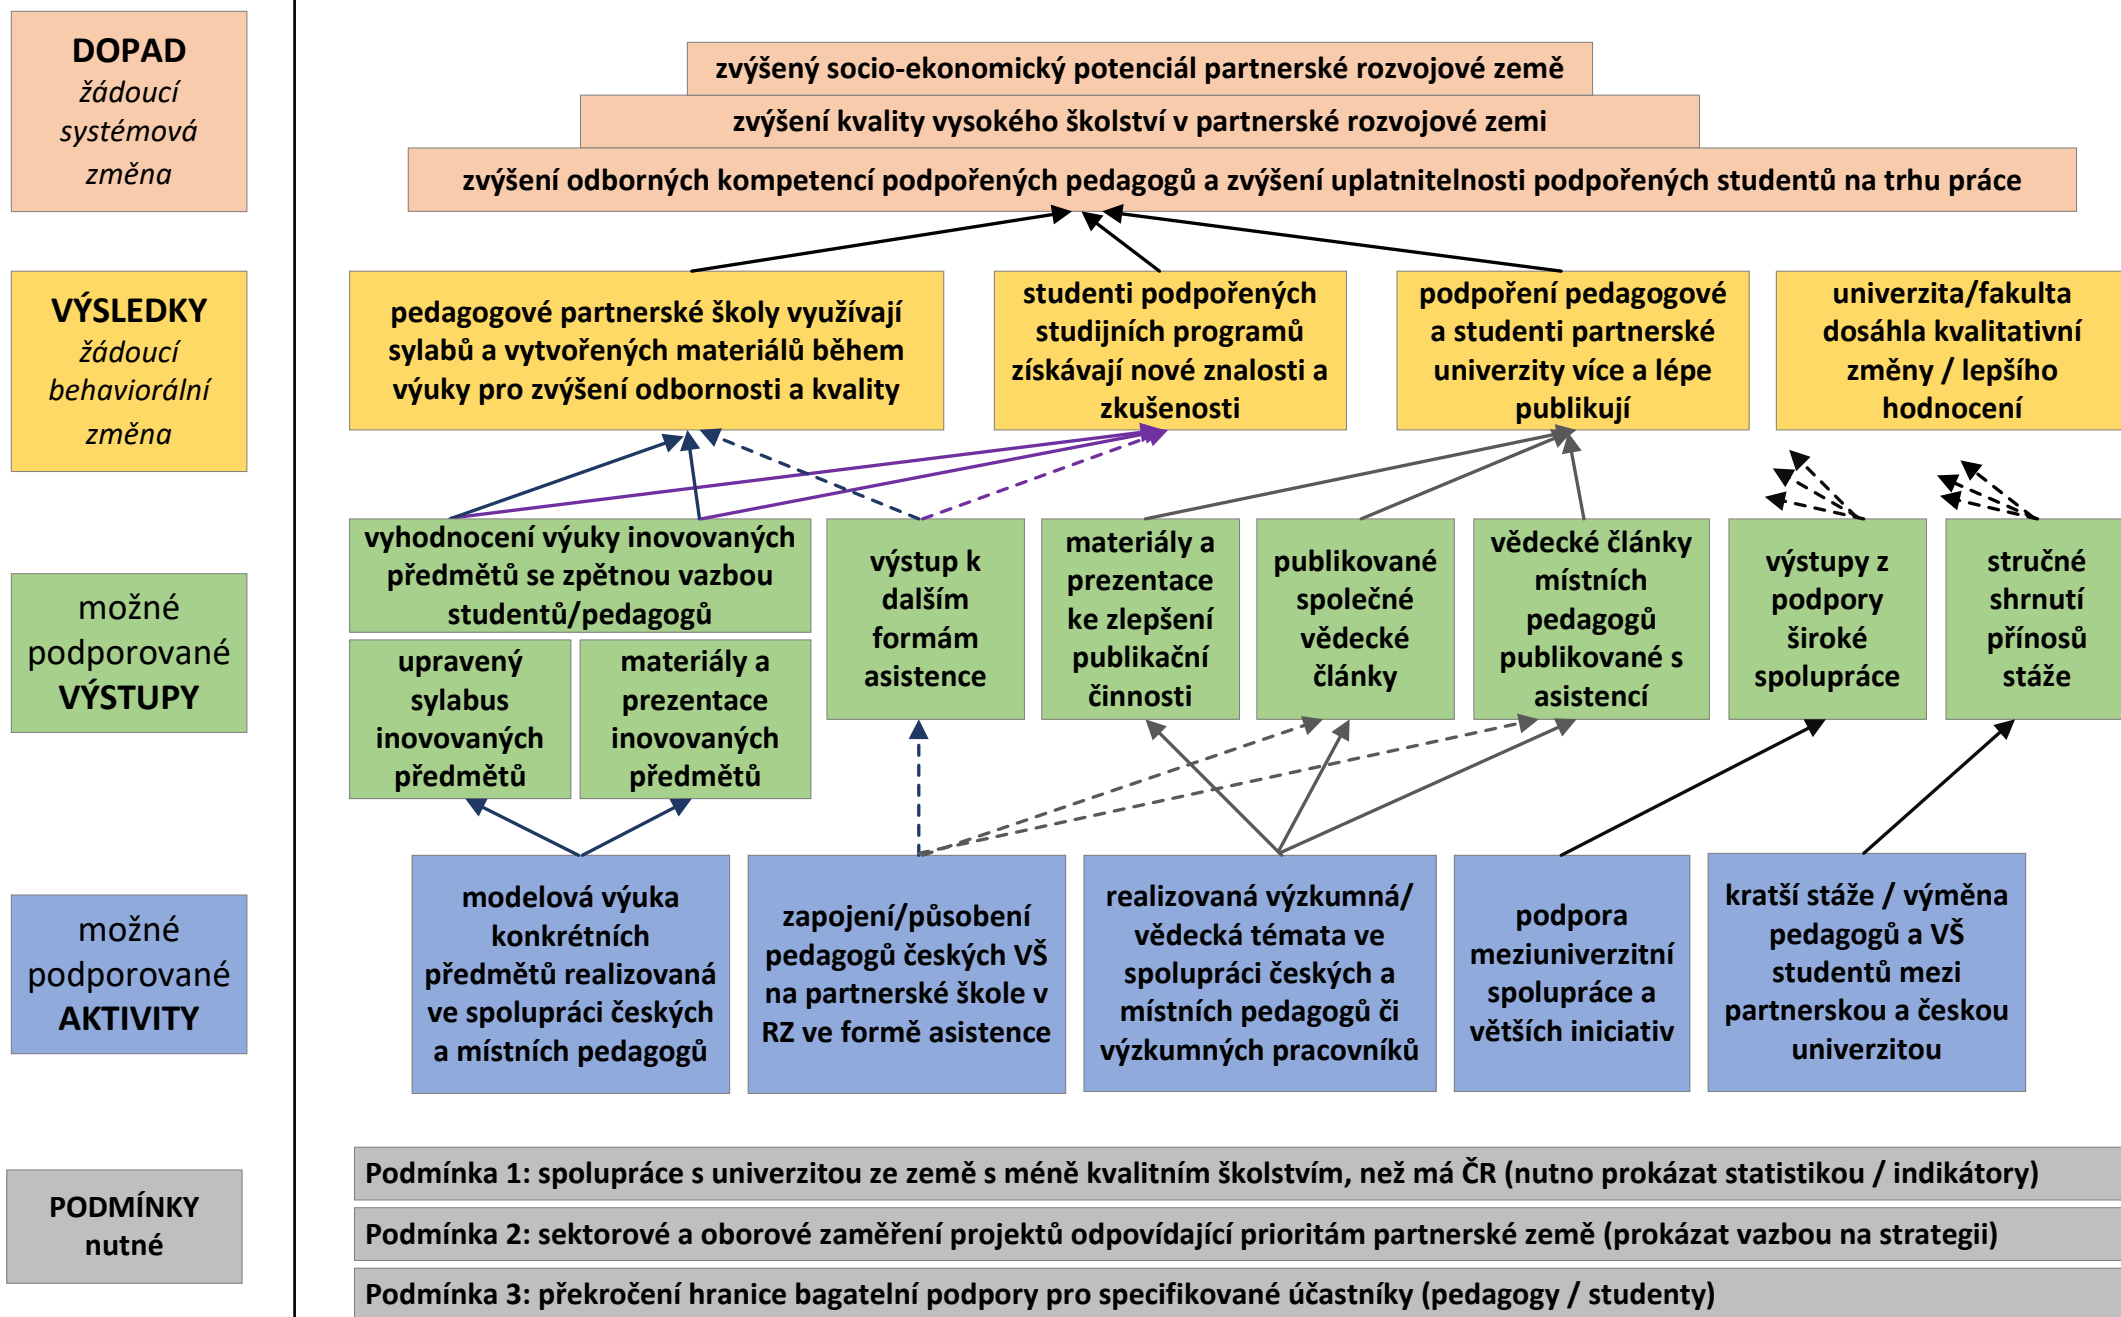 DOPAD
žádoucí
systémová
změna
zvýšený socio-ekonomický potenciál partnerské rozvojové země
zvýšení kvality vysokého školství v partnerské rozvojové zemi
zvýšení odborných kompetencí podpořených pedagogů a zvýšení uplatnitelnosti podpořených studentů na trhu práce
VÝSLEDKY
žádoucí
behaviorální
změna
pedagogové partnerské školy využívají
sylabů a vytvořených materiálů během
výuky pro zvýšení odbornosti a kvality
studenti podpořených
studijních programů
získávají nové znalosti a
zkušenosti
podpoření pedagogové
a studenti partnerské
univerzity více a lépe
publikují
univerzita/fakulta
dosáhla kvalitativní
změny / lepšího
hodnocení
možné
podporované
VÝSTUPY
vyhodnocení výuky inovovaných
předmětů se zpětnou vazbou
studentů/pedagogů
upravený
sylabus
inovovaných
předmětů
materiály a
prezentace
inovovaných
předmětů
výstup k
dalším
formám
asistence
materiály a
prezentace
ke zlepšení
publikační
činnosti
publikované
společné
vědecké
články
vědecké články
místních
pedagogů
publikované s
asistencí
výstupy z
podpory
široké
spolupráce
stručné
shrnutí
přínosů
stáže
možné
podporované
AKTIVITY
modelová výuka
konkrétních
předmětů realizovaná
ve spolupráci českých
a místních pedagogů
zapojení/působení
pedagogů českých VŠ
na partnerské škole v
RZ ve formě asistence
realizovaná výzkumná/
vědecká témata ve
spolupráci českých a
místních pedagogů či
výzkumných pracovníků
podpora
meziuniverzitní
spolupráce a
větších iniciativ
kratší stáže / výměna
pedagogů a VŠ
studentů mezi
partnerskou a českou
univerzitou
PODMÍNKY
nutné
Podmínka 1: spolupráce s univerzitou ze země s méně kvalitním školstvím, než má ČR (nutno prokázat statistikou / indikátory)
Podmínka 2: sektorové a oborové zaměření projektů odpovídající prioritám partnerské země (prokázat vazbou na strategii)
Podmínka 3: překročení hranice bagatelní podpory pro specifikované účastníky (pedagogy / studenty)